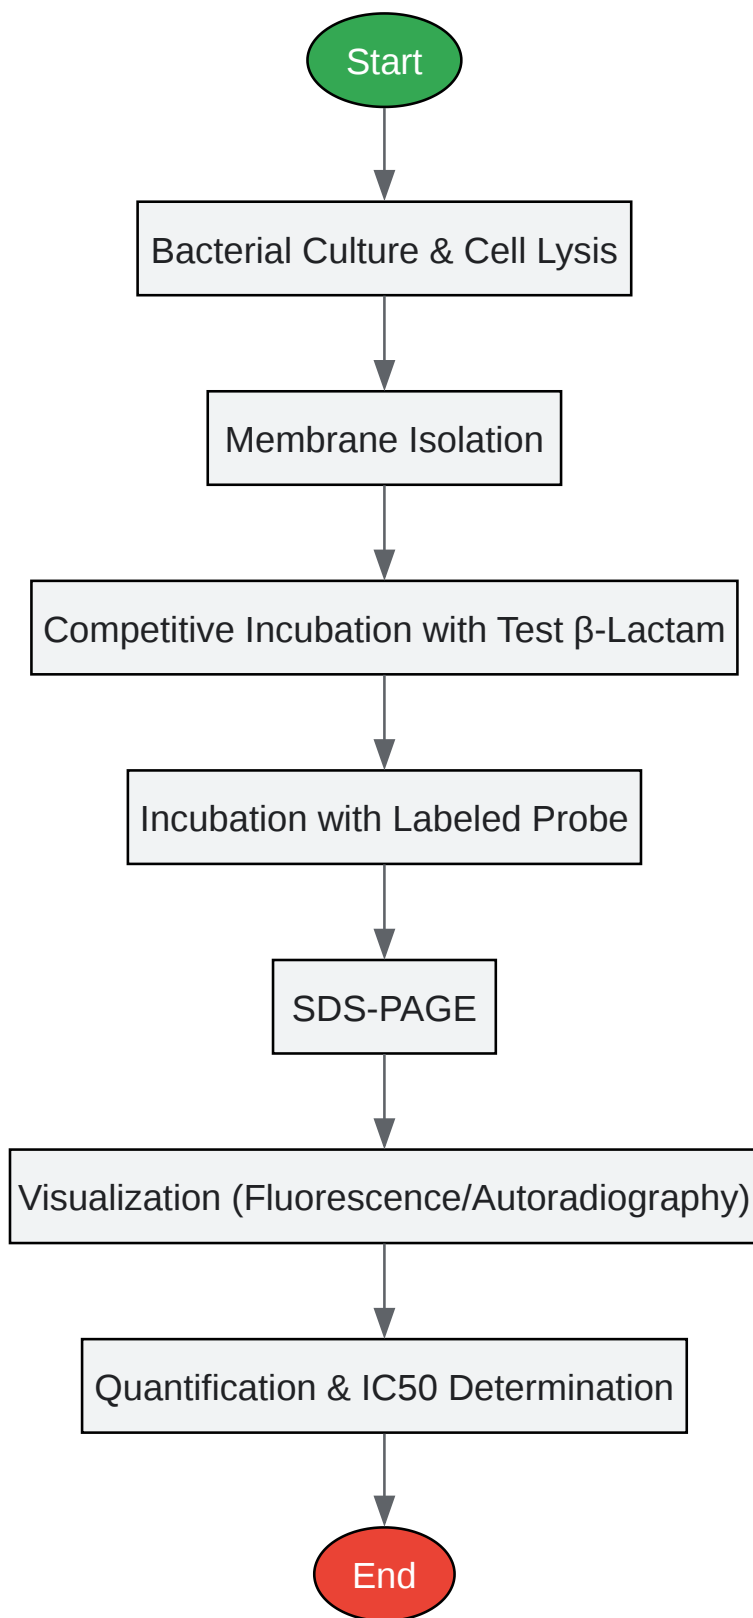 Start
Bacterial Culture & Cell Lysis
Membrane Isolation
Competitive Incubation with Test β-Lactam
Incubation with Labeled Probe
SDS-PAGE
Visualization (Fluorescence/Autoradiography)
Quantification & IC50 Determination
End